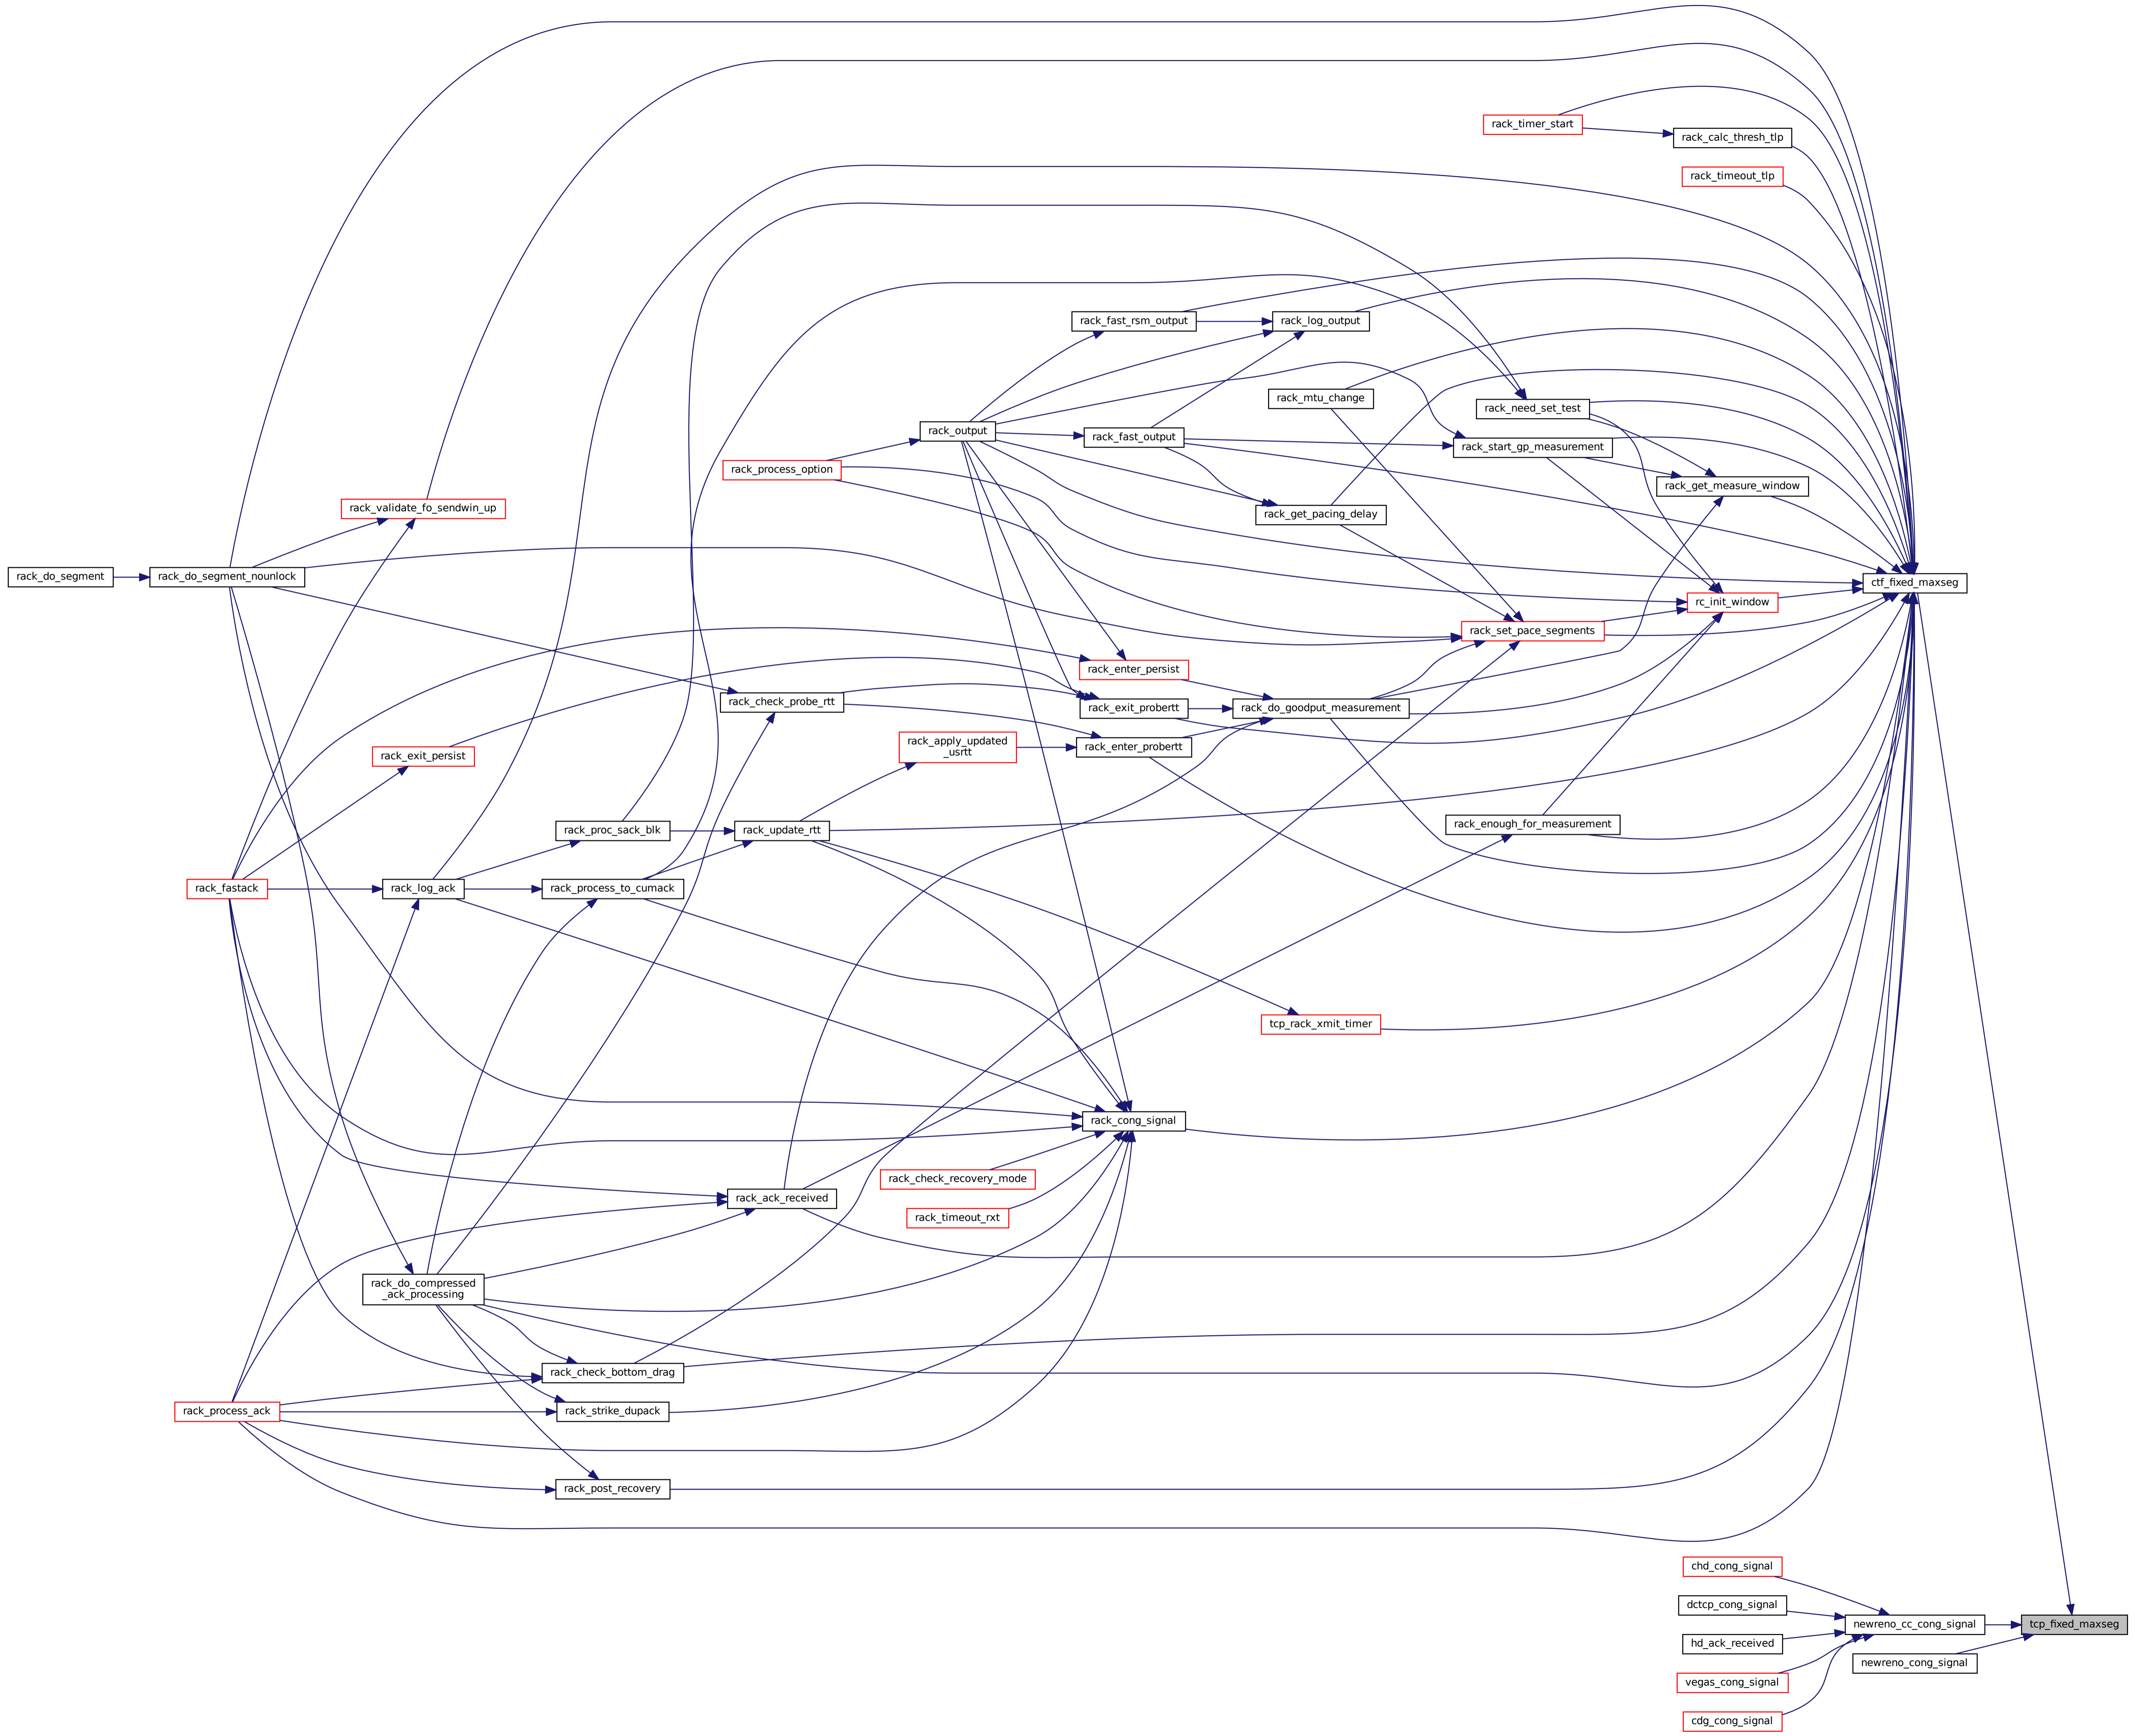 rack_timer_start
rack_calc_thresh_tlp
rack_timeout_tlp
rack_fast_rsm_output
rack_log_output
rack_mtu_change
rack_need_set_test
rack_output
rack_fast_output
rack_start_gp_measurement
rack_process_option
rack_get_measure_window
rack_validate_fo_sendwin_up
rack_get_pacing_delay
rack_do_segment
rack_do_segment_nounlock
ctf_fixed_maxseg
rc_init_window
rack_set_pace_segments
rack_enter_persist
rack_check_probe_rtt
rack_exit_probertt
rack_do_goodput_measurement
rack_apply_updated
_usrtt
rack_enter_probertt
rack_exit_persist
rack_proc_sack_blk
rack_update_rtt
rack_enough_for_measurement
rack_fastack
rack_log_ack
rack_process_to_cumack
tcp_rack_xmit_timer
rack_cong_signal
rack_check_recovery_mode
rack_ack_received
rack_timeout_rxt
rack_do_compressed
_ack_processing
rack_check_bottom_drag
rack_process_ack
rack_strike_dupack
rack_post_recovery
chd_cong_signal
dctcp_cong_signal
newreno_cc_cong_signal
tcp_fixed_maxseg
hd_ack_received
newreno_cong_signal
vegas_cong_signal
cdg_cong_signal